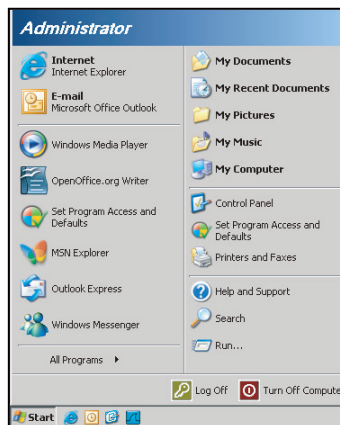 Administrator
Internet
Internet Explorer
E-mail
Microsoft Office Outlook
Windows Media Player
OpenOffice.org Writer
Set Program Access and
Defaults
MSN Explorer
Outlook Express
Windows Messenger
All Programs
My Documents
My Recent Documents
My Pictures
My Music
My Computer
Control Panel
Set Program Access and
Defaults
Printers and Faxes
Help and Support
Search
Run...
Log Off
Turn Off Compute
Start